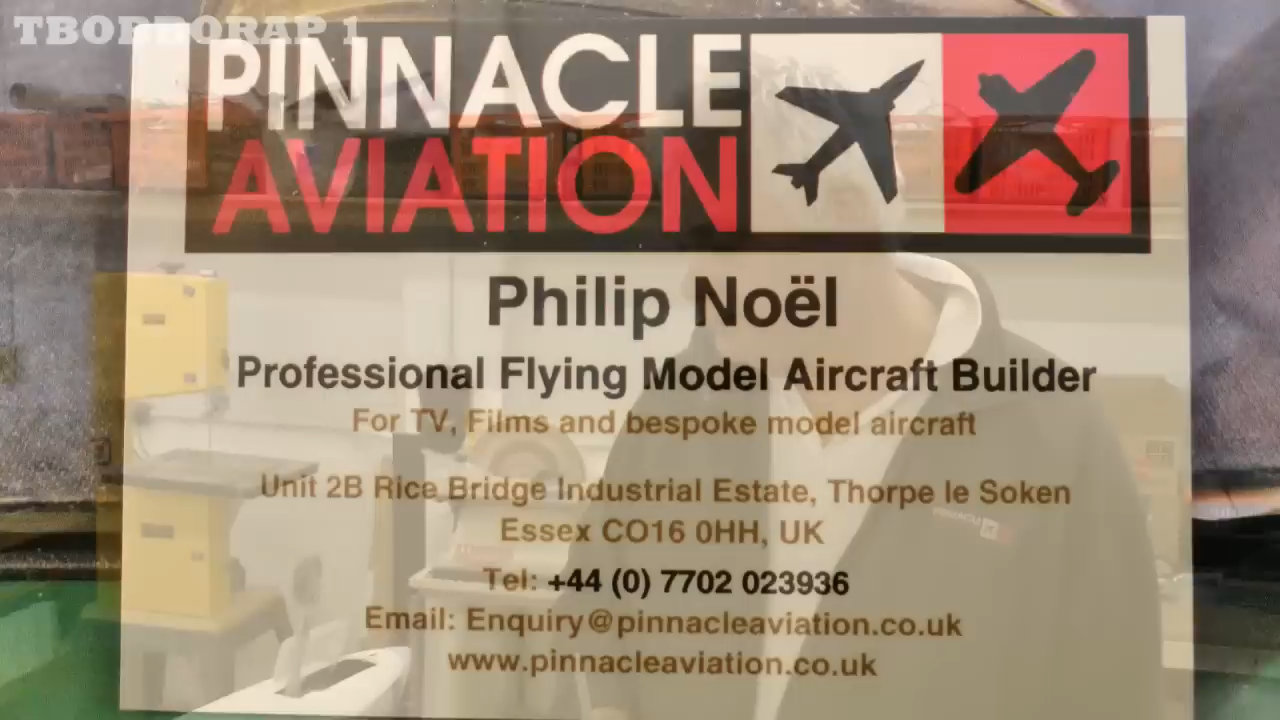 TBOBBORAP 1
PINNACLE
AVIATION
Philip Noël
Professional Flying Model Aircraft Builder
For TV, Films and bespoke model aircraft
Unit 2B Rice Bridge Industrial Estate, Thorpe le Soken
Essex CO16 0HH, UK
Tel: +44 (0) 7702 023936
Email: Enquiry@pinnacleaviation.co.uk
www.pinnacleaviation.co.uk